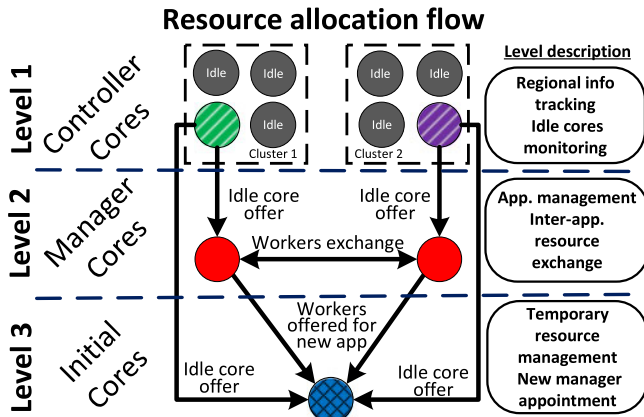 Resource allocation flow
Level 1
Controller
Cores
Idle
Idle
Idle
Cluster 1
Idle
Idle
Idle
Cluster 2
Level description
Regional info
tracking
Idle cores
monitoring
Level 2
Manager
Cores
Idle core
offer
Idle core
offer
Workers exchange
App. management
Inter-app.
resource
exchange
Level 3
Initial
Cores
Workers
offered for
new app
Idle core
offer
Idle core
offer
Temporary
resource
management
New manager
appointment